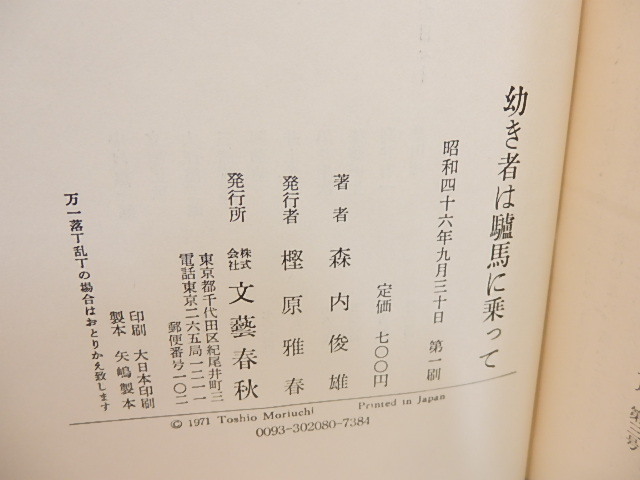 幼き者は驢馬に乗って
昭和四十六年九月三十日　第一刷
定価　七〇〇円
著者　森内俊雄
発行者　樫原雅春
発行所　株式会社　文藝春秋
東京都千代田区紀尾井町三
電話東京二六五局一二一一
郵便番号一〇二
印刷　大日本印刷
製本　矢嶋製本
万一落丁乱丁の場合はおとりかえ致します
© 1971 Toshio Moriuchi　Printed in Japan
0093-302080-7384